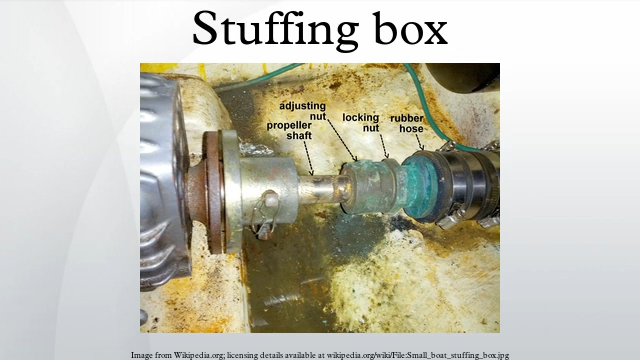 Stuffing box
adjusting
nut
propeller
shaft
locking
nut
rubber
hose
Image from Wikipedia.org; licensing details available at wikipedia.org/wiki/File:Small_boat_stuffing_box.jpg